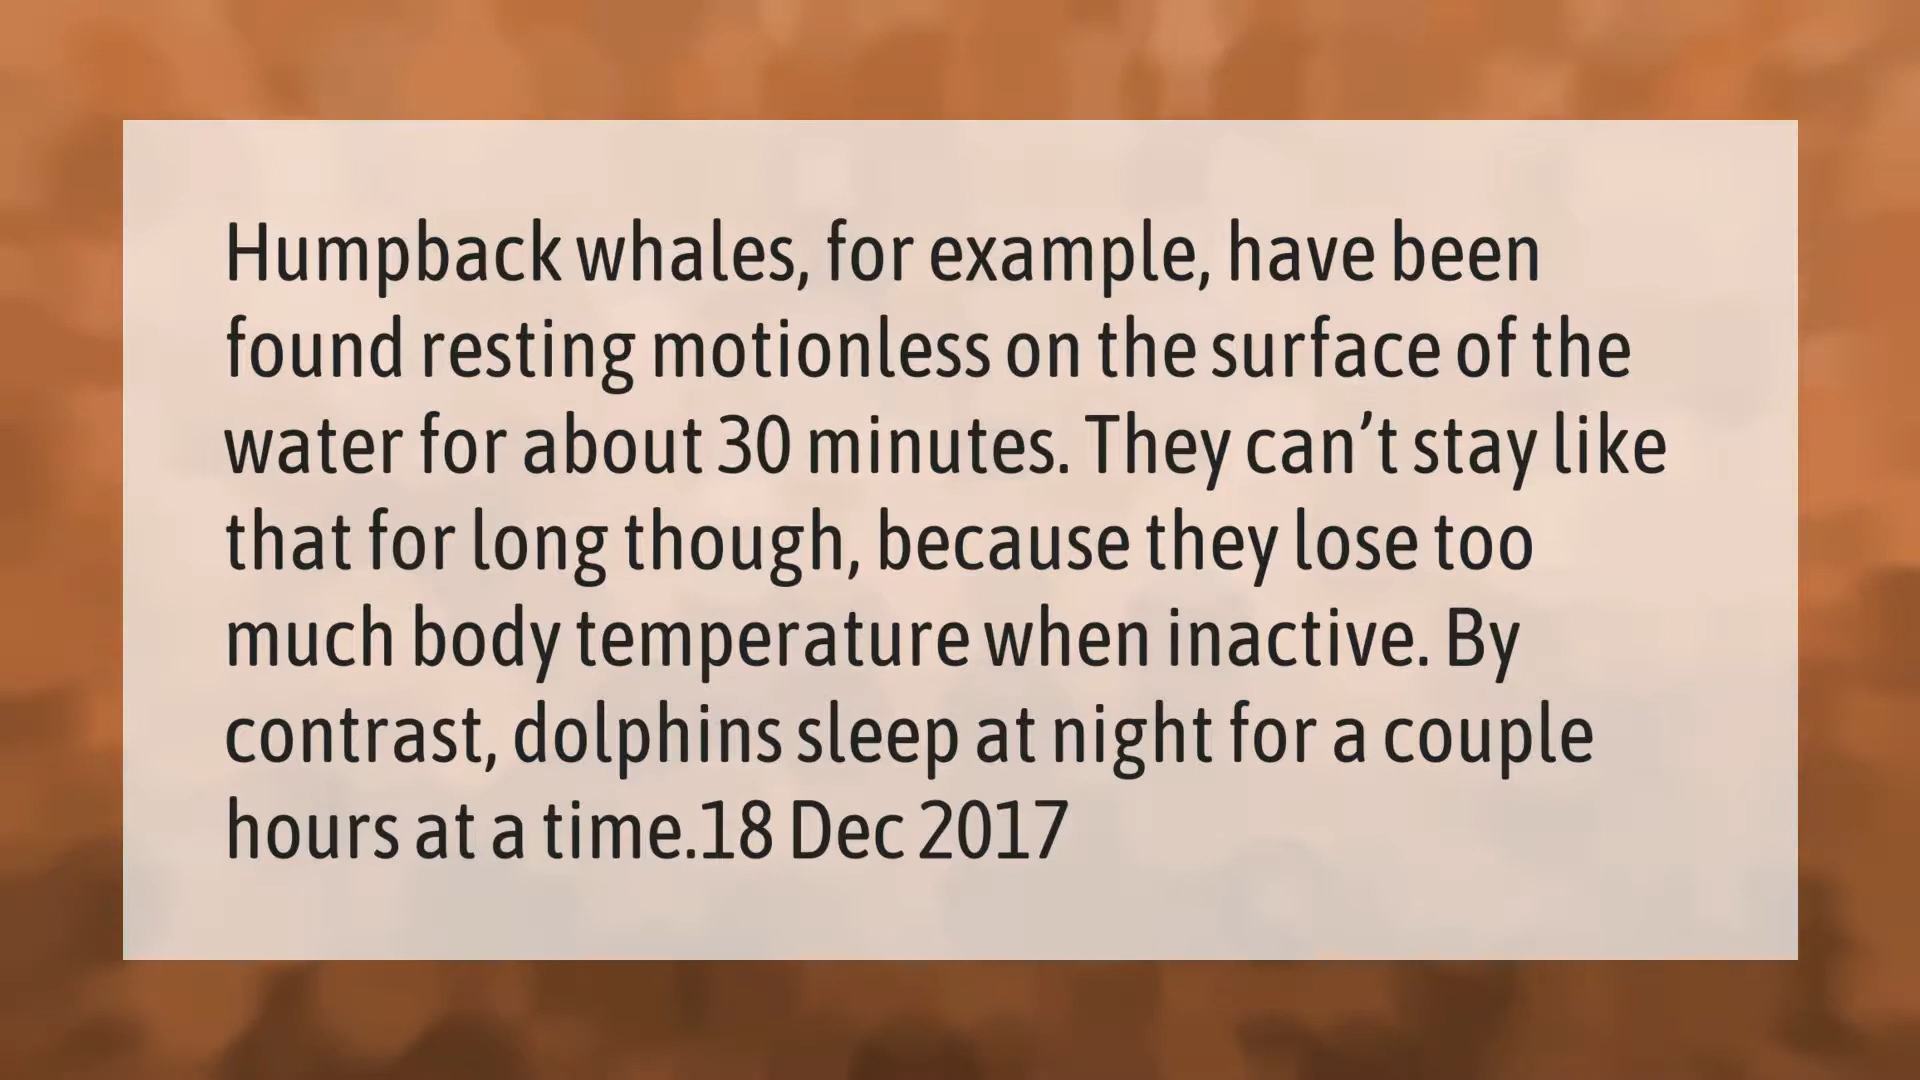 Humpback whales, for example, have been
found resting motionless on the surface of the
water for about 30 minutes. They can’t stay like
that for long though, because they lose too
much body temperature when inactive. By
contrast, dolphins sleep at night for a couple
hours at a time.18 Dec 2017